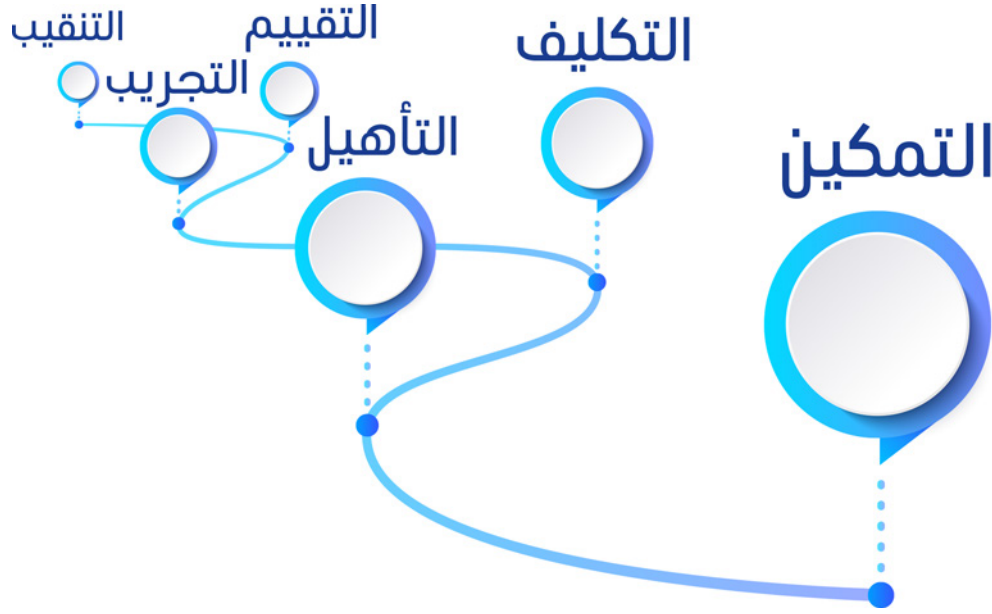 التنقيب
التقييم
التجريب
التكليف
التأهيل
التمكين